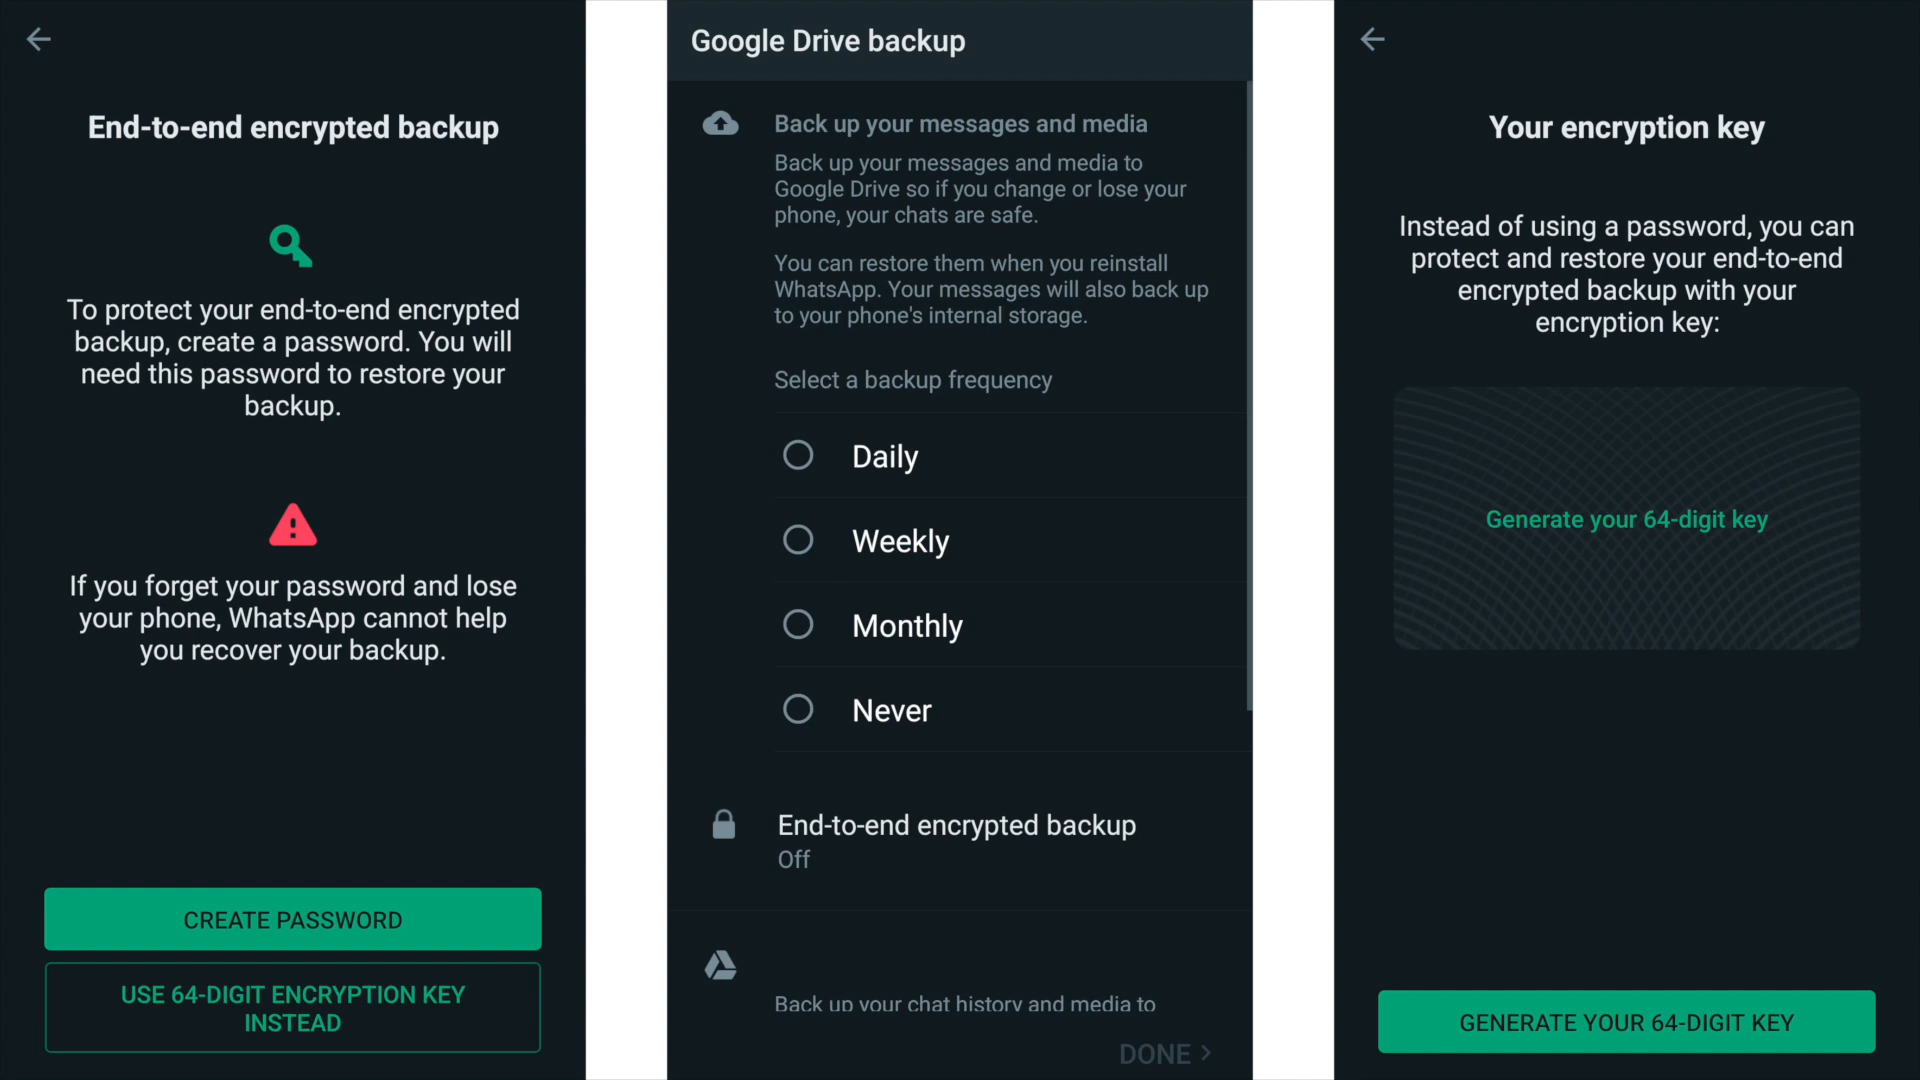 End-to-end encrypted backup
To protect your end-to-end encrypted
backup, create a password. You will
need this password to restore your
backup.
If you forget your password and lose
your phone, WhatsApp cannot help
you recover your backup.
CREATE PASSWORD
USE 64-DIGIT ENCRYPTION KEY
INSTEAD
Google Drive backup
Back up your messages and media
Back up your messages and media to
Google Drive so if you change or lose your
phone, your chats are safe.
You can restore them when you reinstall
WhatsApp. Your messages will also back up
to your phone's internal storage.
Select a backup frequency
Daily
Weekly
Monthly
Never
End-to-end encrypted backup
Off
Back up your chat history and media to
DONE
Your encryption key
Instead of using a password, you can
protect and restore your end-to-end
encrypted backup with your
encryption key:
Generate your 64-digit key
GENERATE YOUR 64-DIGIT KEY